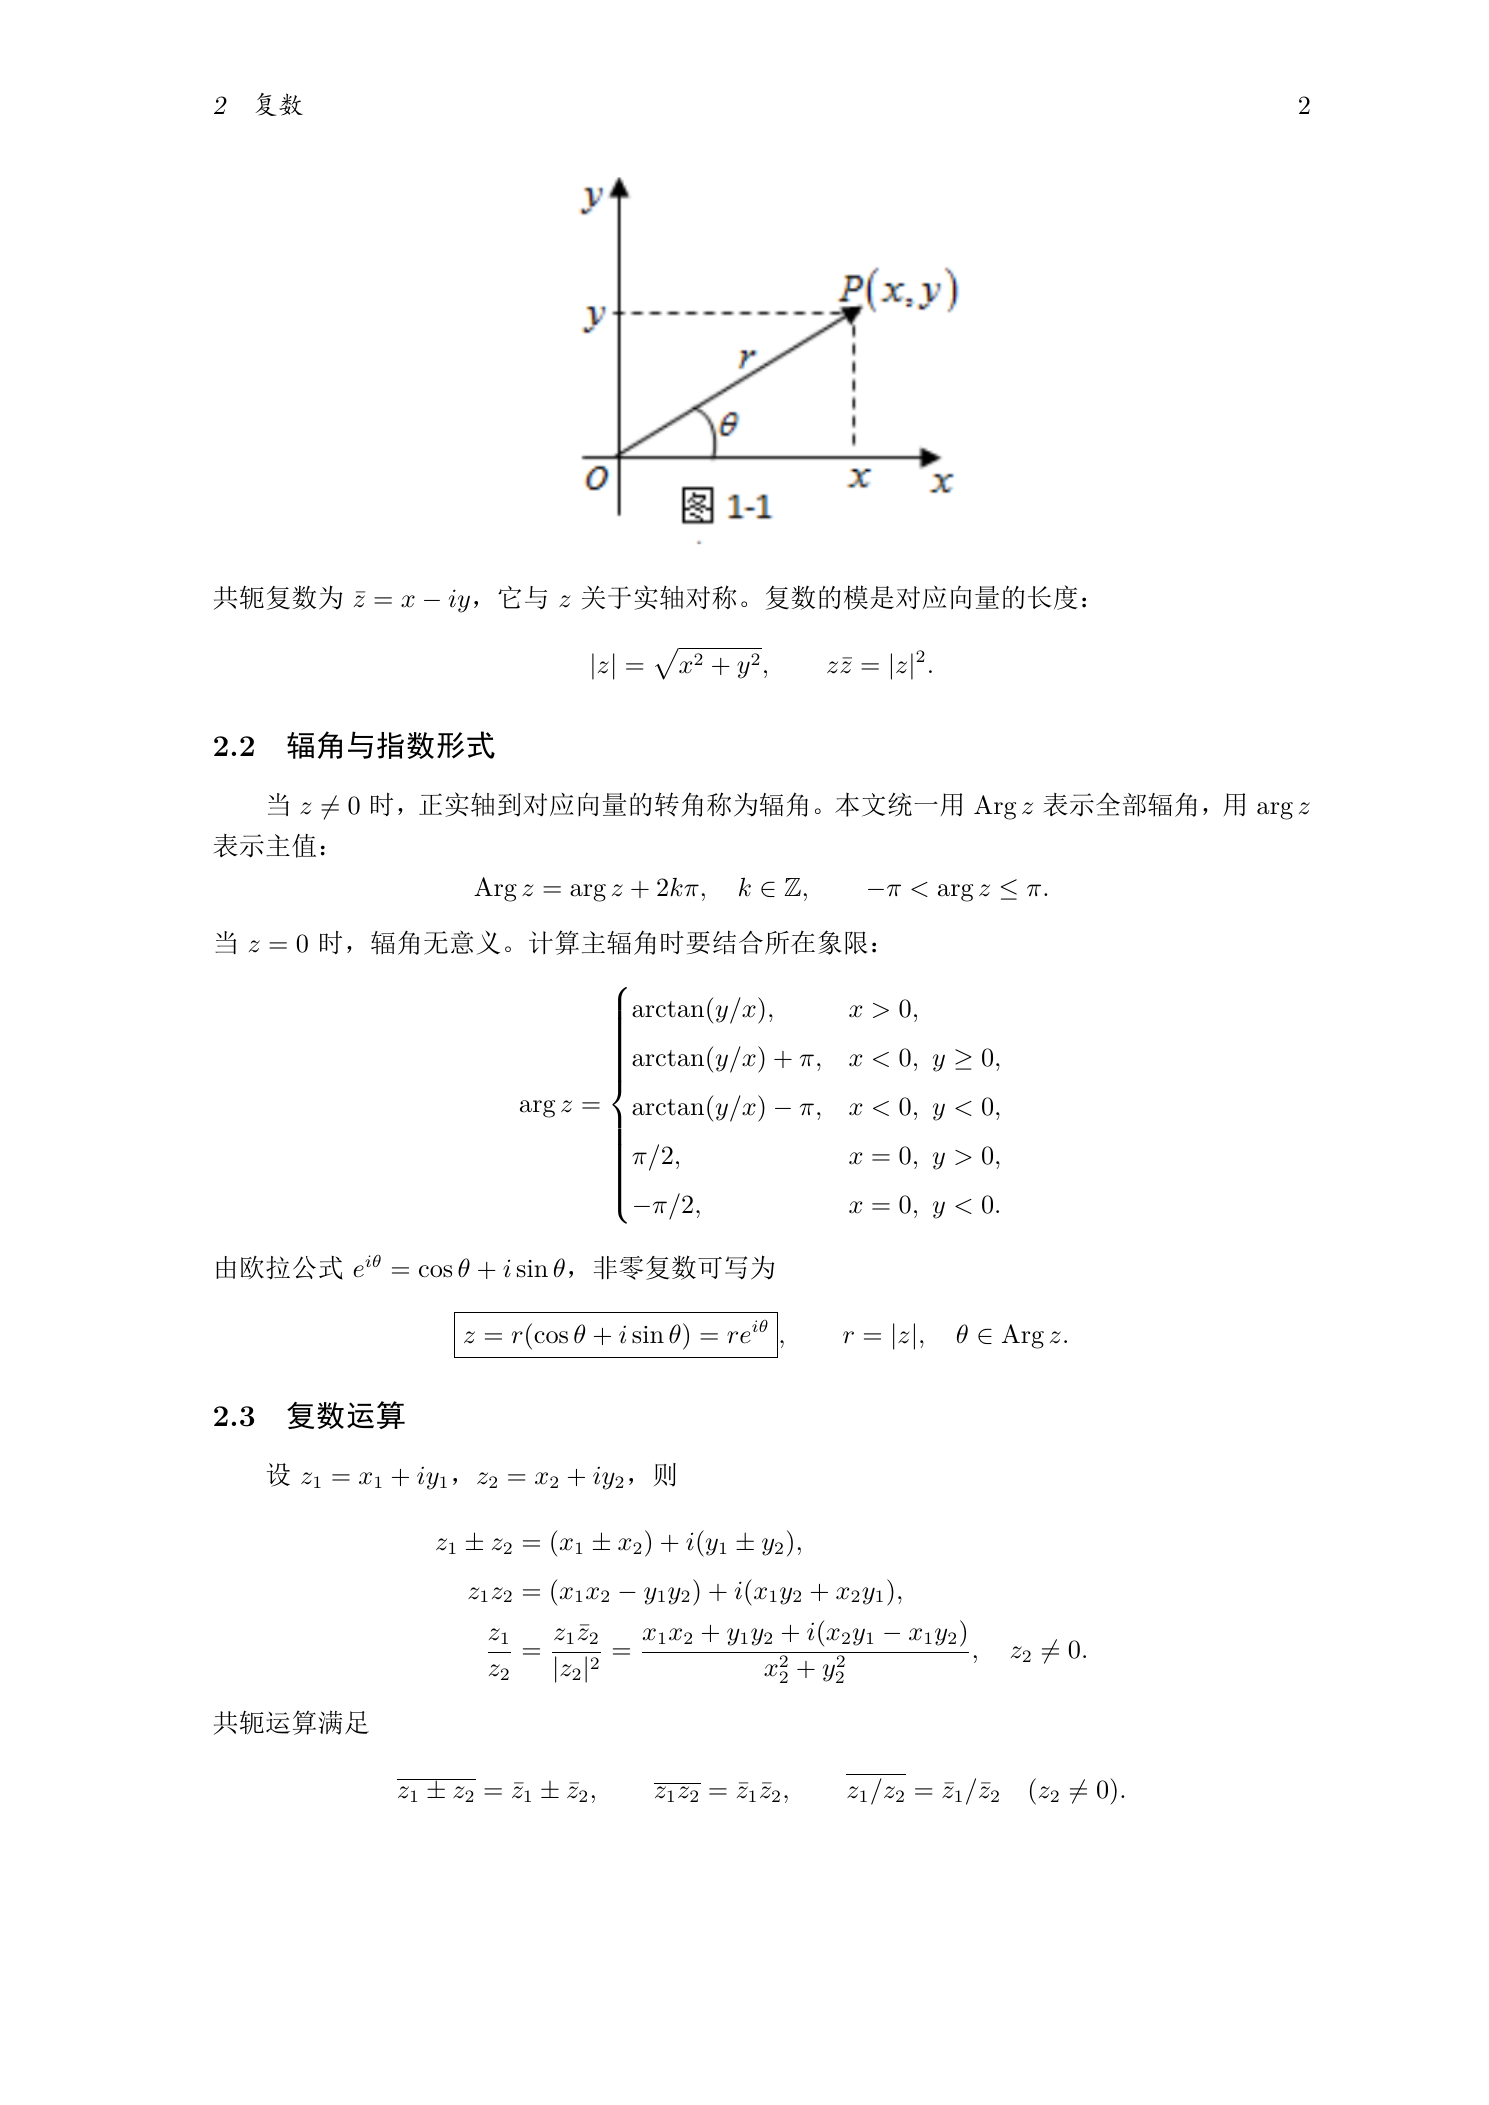 2 复数 2
y
P(x,y)
y
r
θ
O x x
图 1-1
共轭复数为 z̄ = x − iy，它与 z 关于实轴对称。复数的模是对应向量的长度：
|z| = √(x² + y²), zz̄ = |z|².
2.2 辐角与指数形式
当 z ≠ 0 时，正实轴到对应向量的转角称为辐角。本文统一用 Arg z 表示全部辐角，用 arg z
表示主值：
Arg z = arg z + 2kπ, k ∈ ℤ, −π < arg z ≤ π.
当 z = 0 时，辐角无意义。计算主辐角时要结合所在象限：
arctan(y/x), x > 0,
arctan(y/x) + π, x < 0, y ≥ 0,
arg z = { arctan(y/x) − π, x < 0, y < 0,
π/2, x = 0, y > 0,
−π/2, x = 0, y < 0.
由欧拉公式 e^{iθ} = cos θ + i sin θ，非零复数可写为
z = r(cos θ + i sin θ) = re^{iθ}, r = |z|, θ ∈ Arg z.
2.3 复数运算
设 z₁ = x₁ + iy₁，z₂ = x₂ + iy₂，则
z₁ ± z₂ = (x₁ ± x₂) + i(y₁ ± y₂),
z₁z₂ = (x₁x₂ − y₁y₂) + i(x₁y₂ + x₂y₁),
z₁/z₂ = z₁z̄₂/|z₂|² = (x₁x₂ + y₁y₂ + i(x₂y₁ − x₁y₂))/(x₂² + y₂²), z₂ ≠ 0.
共轭运算满足
\overline{z₁ ± z₂} = z̄₁ ± z̄₂, \overline{z₁z₂} = z̄₁z̄₂, \overline{z₁/z₂} = z̄₁/z̄₂ (z₂ ≠ 0).